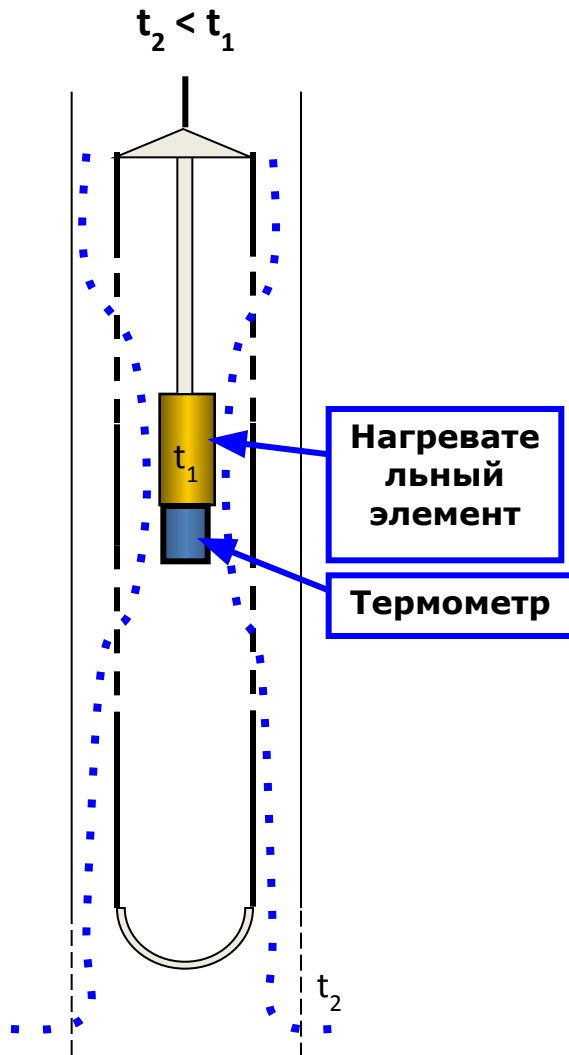 t₂ < t₁
t₁
Нагревате
льный
элемент
Термометр
t₂